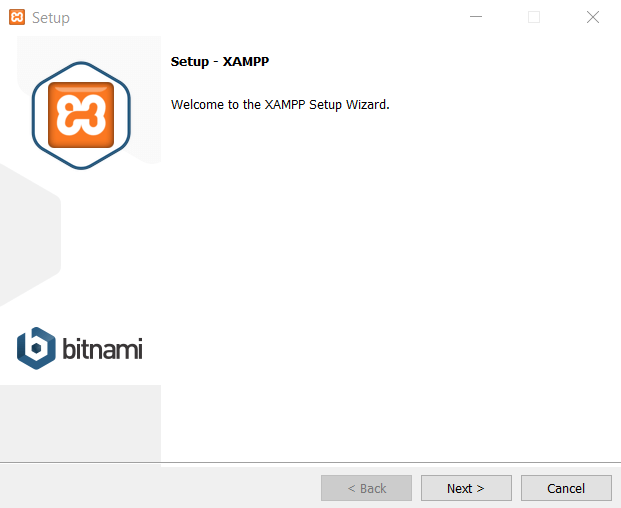 Setup
Setup - XAMPP
Welcome to the XAMPP Setup Wizard.
bitnami
< Back
Next >
Cancel